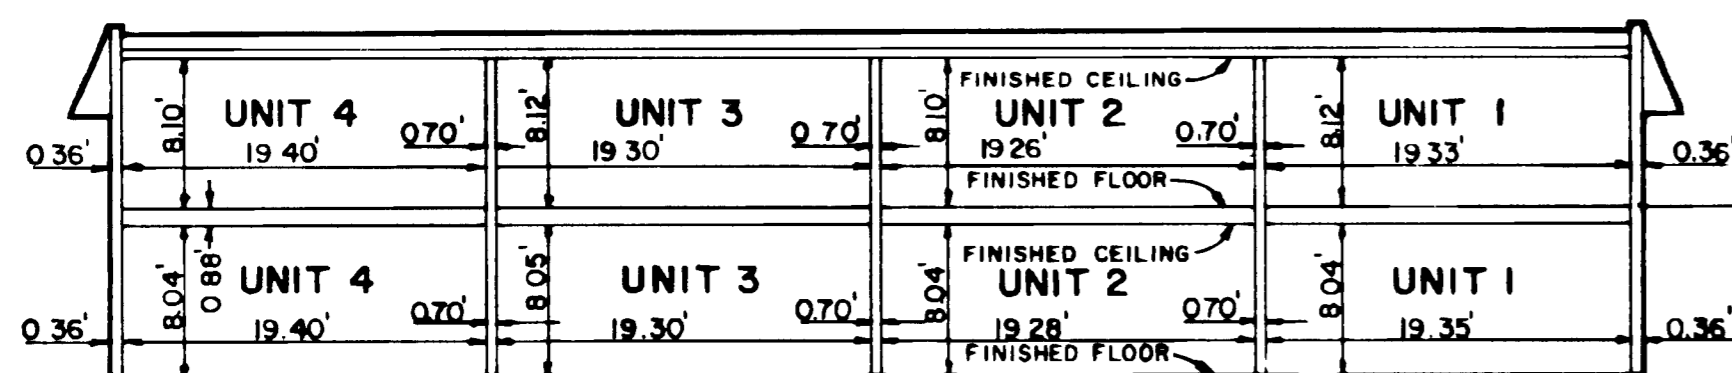 FINISHED CEILING
UNIT 4 UNIT 3 UNIT 2 UNIT 1
8.10' 8.12' 8.10' 8.12'
0.70' 0.70' 0.70'
0.36' 19.40' 19.30' 19.26' 19.33' 0.36'
FINISHED FLOOR
FINISHED CEILING
UNIT 4 UNIT 3 UNIT 2 UNIT 1
8.04' 0.88' 8.05' 8.04' 8.04'
0.70' 0.70' 0.70'
0.36' 19.40' 19.30' 19.28' 19.35' 0.36'
FINISHED FLOOR